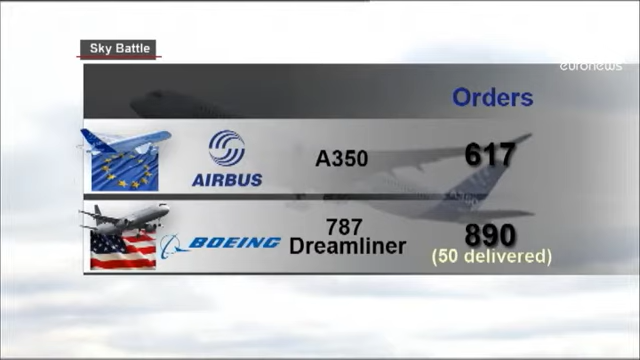 Sky Battle
euronews
Orders
AIRBUS
A350
617
BOEING
787
Dreamliner
890
(50 delivered)